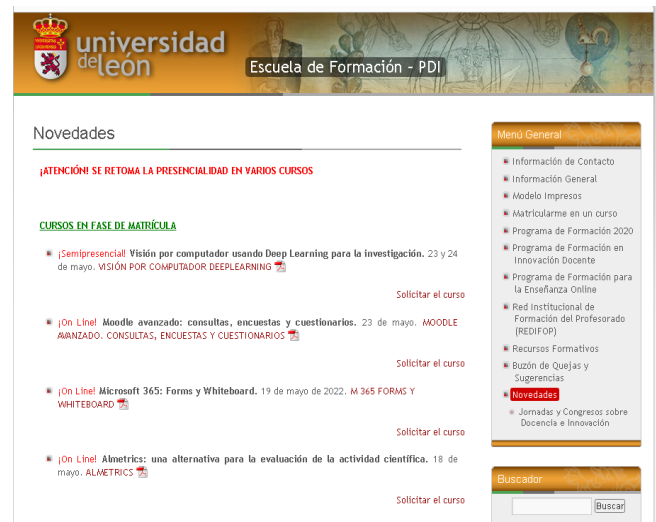 universidad
de león
Escuela de Formación - PDI
Novedades
¡ATENCIÓN! SE RETOMA LA PRESENCIALIDAD EN VARIOS CURSOS
CURSOS EN FASE DE MATRÍCULA
¡Semipresencial! Visión por computador usando Deep Learning para la investigación. 23 y 24
de mayo. VISIÓN POR COMPUTADOR DEEPLEARNING
Solicitar el curso
¡On Line! Moodle avanzado: consultas, encuestas y cuestionarios. 23 de mayo. MOODLE
AVANZADO. CONSULTAS, ENCUESTAS Y CUESTIONARIOS
Solicitar el curso
¡On Line! Microsoft 365: Forms y Whiteboard. 19 de mayo de 2022. M 365 FORMS Y
WHITEBOARD
Solicitar el curso
¡On Line! Almetrics: una alternativa para la evaluación de la actividad científica. 18 de
mayo. ALMETRICS
Solicitar el curso
Menú General
Información de Contacto
Información General
Modelo Impresos
Matricularme en un curso
Programa de Formación 2020
Programa de Formación en
Innovación Docente
Programa de Formación para
la Enseñanza Online
Red Institucional de
Formación del Profesorado
(REDIFOP)
Recursos Formativos
Buzón de Quejas y
Sugerencias
Novedades
Jornadas y Congresos sobre
Docencia e Innovación
Buscador
Buscar